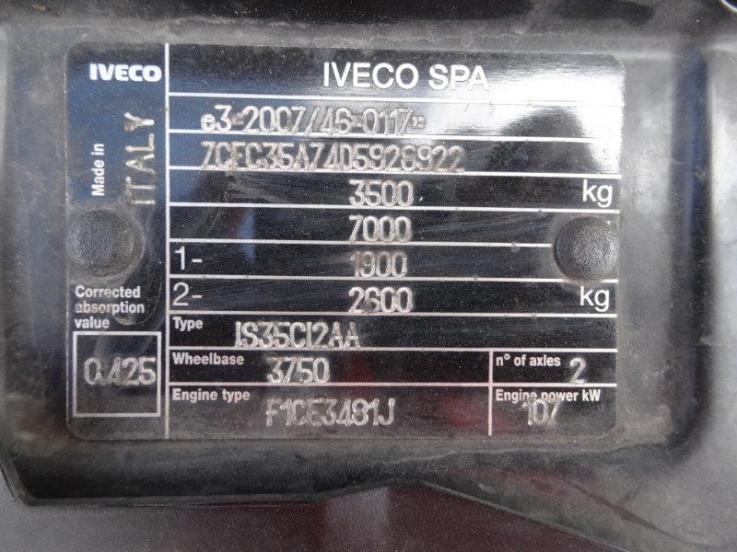 IVECO
IVECO SPA
Made in
ITALY
e3*2007/46*0117*
ZCFC35A7405928922
3500 kg
7000
1- 1900
2- 2600 kg
Corrected absorption value
0.425
Type IS35CI2AA
Wheelbase 3750
n° of axles 2
Engine type F1CE3481J
Engine power kW 107